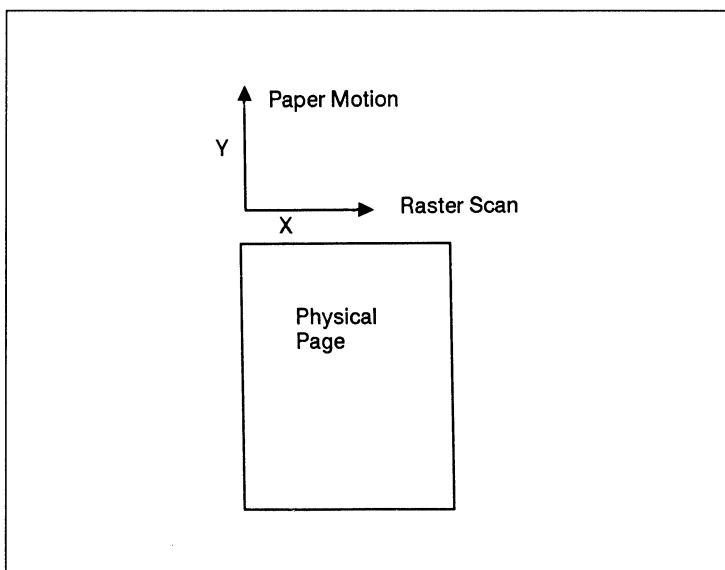 Paper Motion
Y
Raster Scan
X
Physical
Page